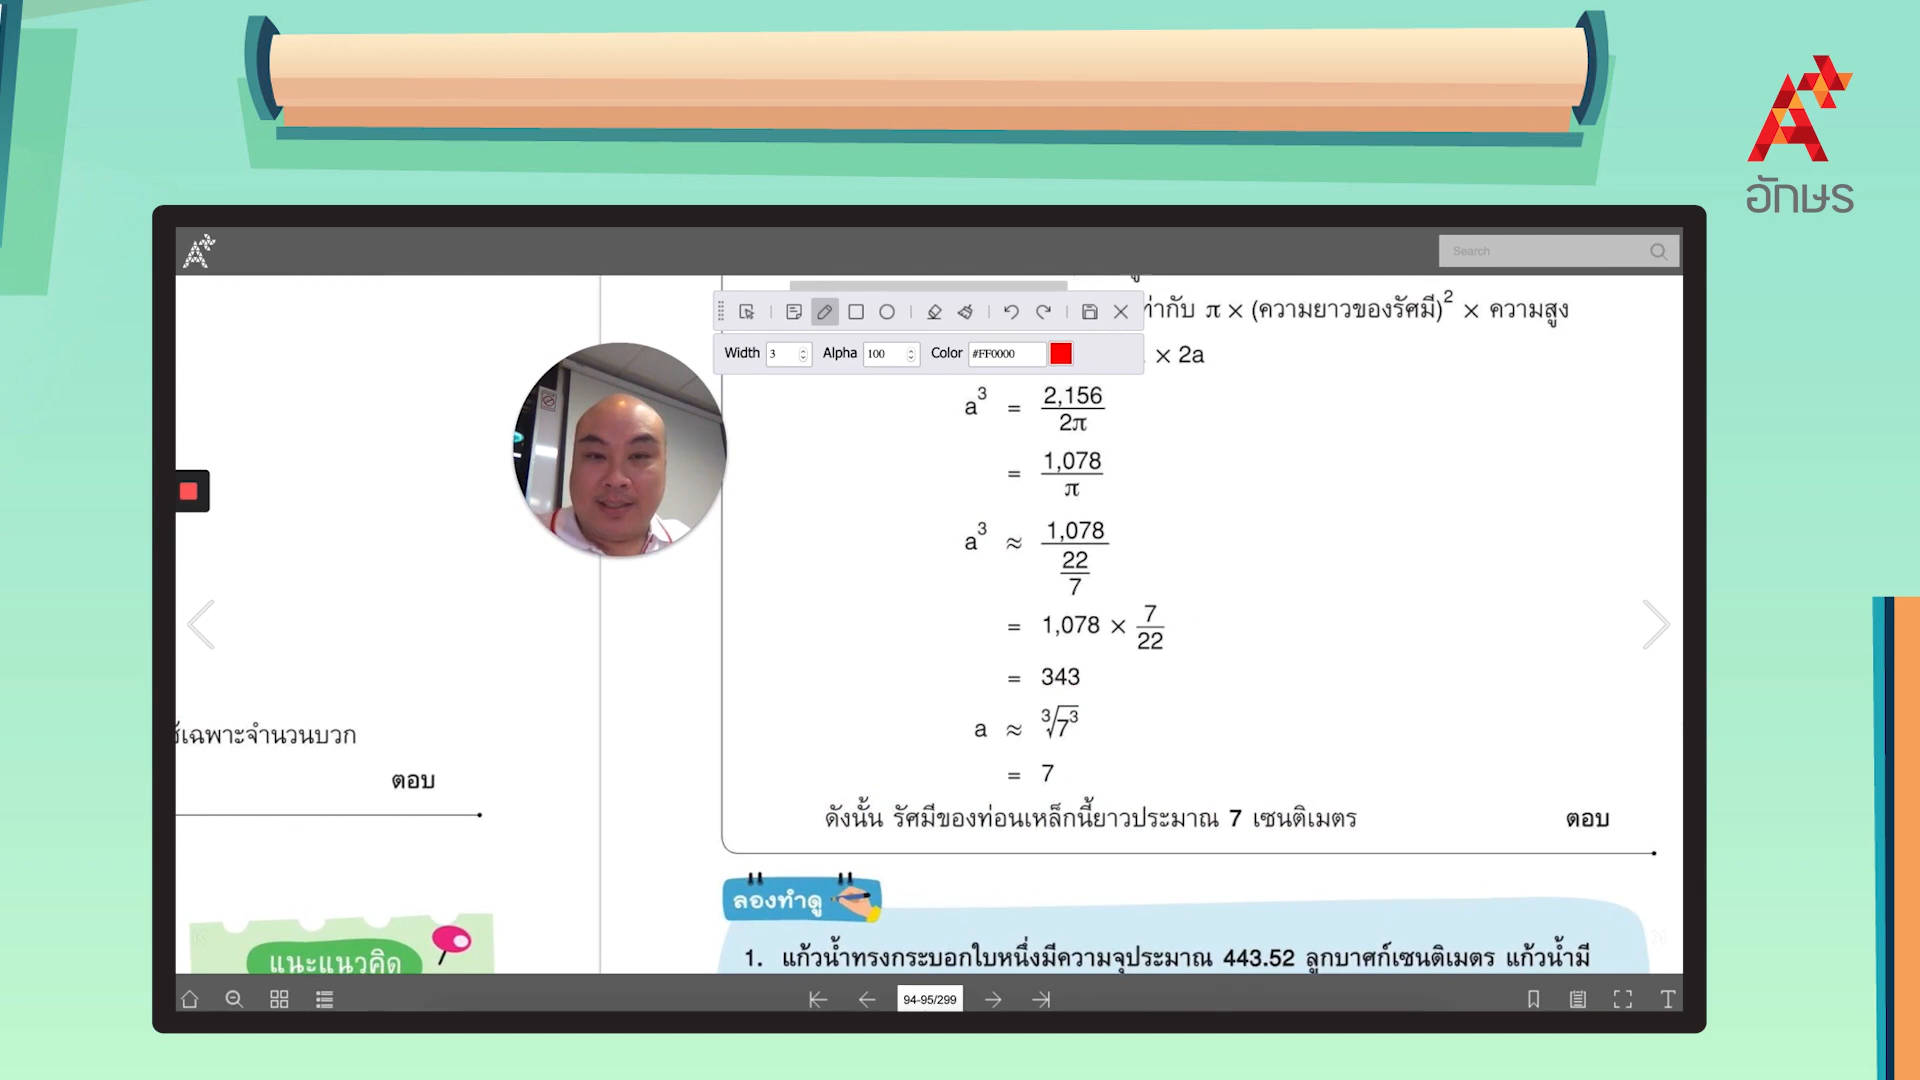 อักษร
Search
ท่ากับ π × (ความยาวของรัศมี)² × ความสูง
Width 3 Alpha 100 Color #FF0000
× 2a
a³ = 2,156/2π
= 1,078/π
a³ ≈ 1,078/(22/7)
= 1,078 × 7/22
= 343
a ≈ ∛7³
= 7
ดังนั้น รัศมีของท่อนเหล็กนี้ยาวประมาณ 7 เซนติเมตร ตอบ
ช้เฉพาะจำนวนบวก
ตอบ
แนะแนวคิด
ลองทำดู
1. แก้วน้ำทรงกระบอกใบหนึ่งมีความจุประมาณ 443.52 ลูกบาศก์เซนติเมตร แก้วน้ำมี
94-95/299